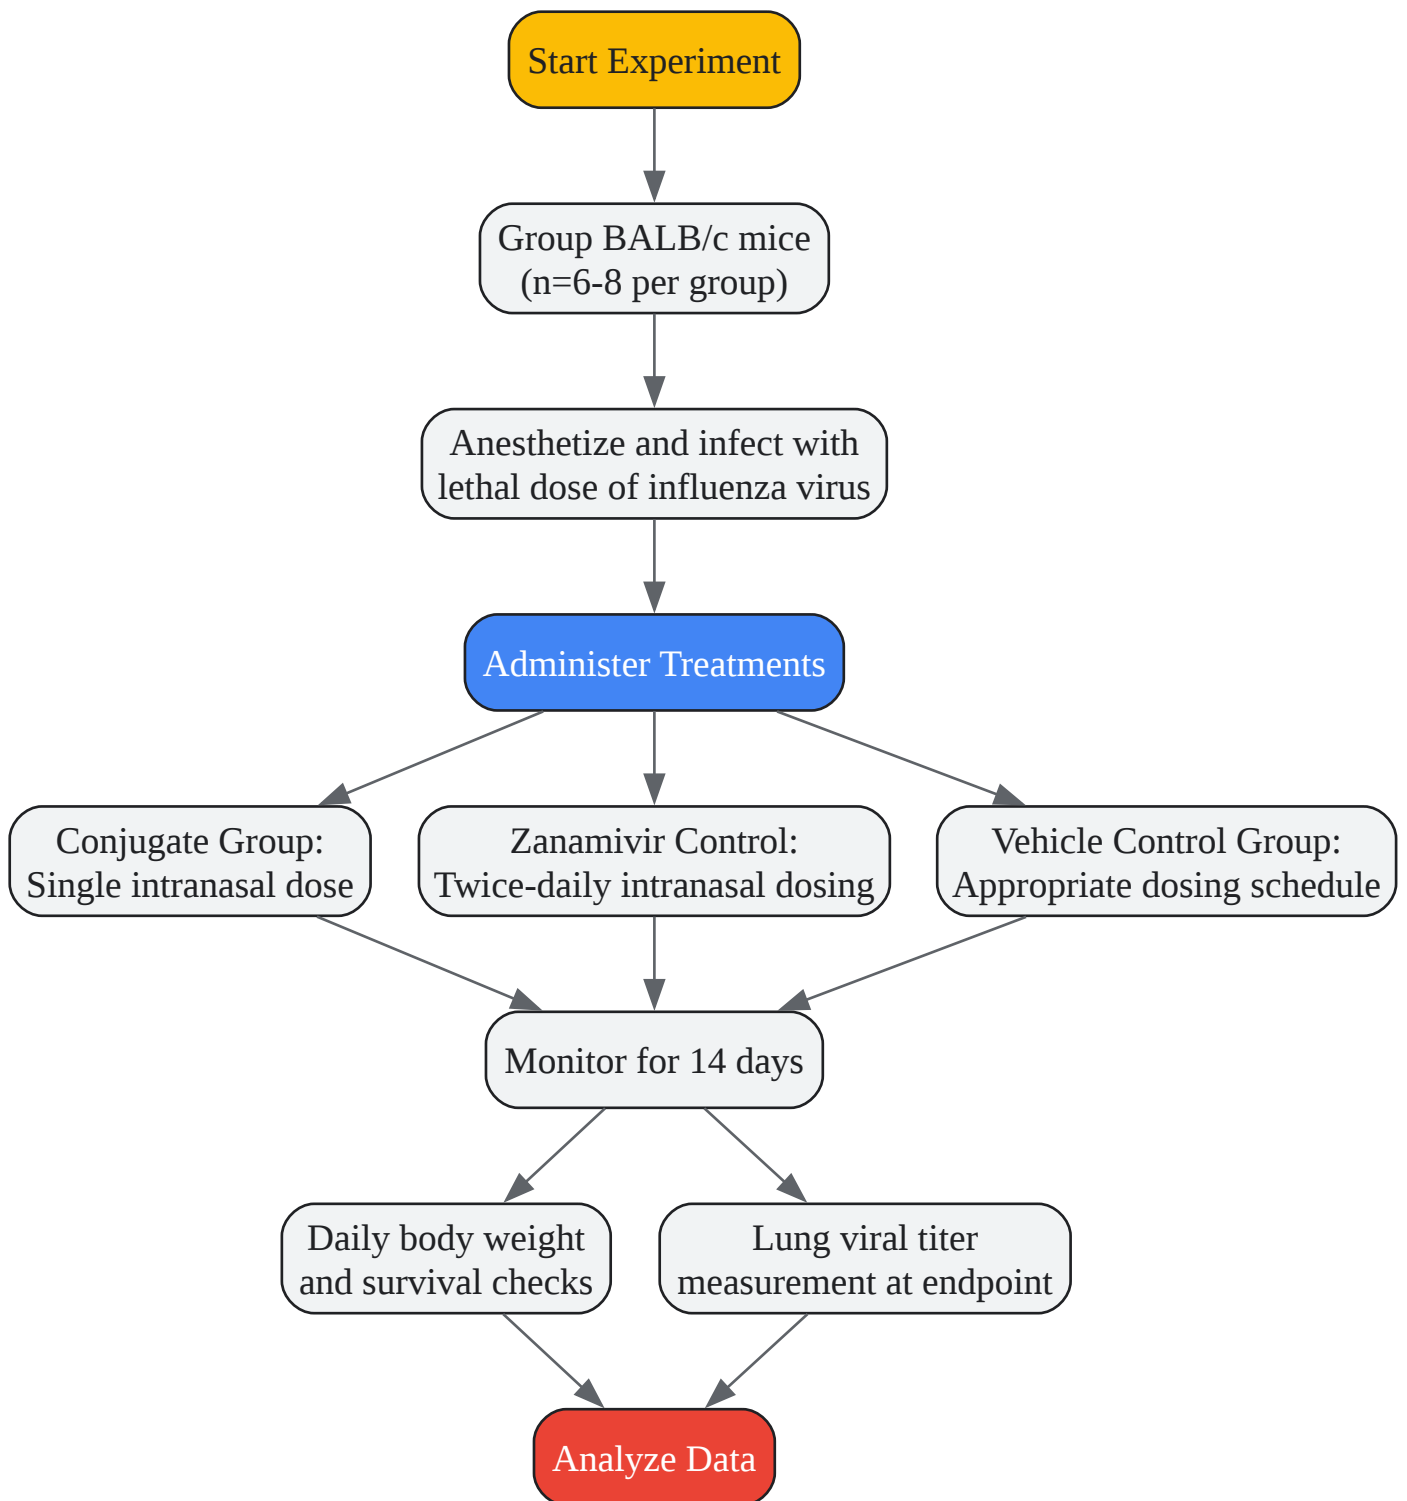 Start Experiment
Group BALB/c mice
(n=6-8 per group)
Anesthetize and infect with
lethal dose of influenza virus
Administer Treatments
Conjugate Group:
Single intranasal dose
Zanamivir Control:
Twice-daily intranasal dosing
Vehicle Control Group:
Appropriate dosing schedule
Monitor for 14 days
Daily body weight
and survival checks
Lung viral titer
measurement at endpoint
Analyze Data